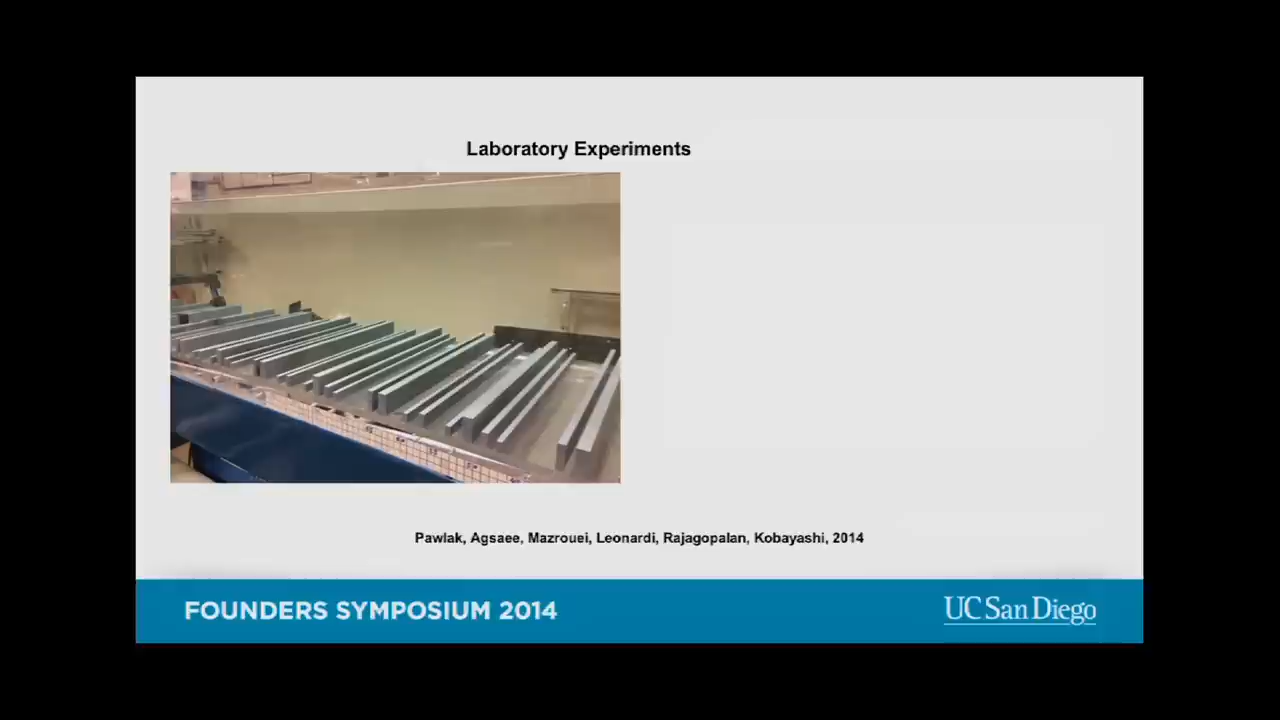 Laboratory Experiments
Pawlak, Agsaee, Mazrouei, Leonardi, Rajagopalan, Kobayashi, 2014
FOUNDERS SYMPOSIUM 2014
UC San Diego